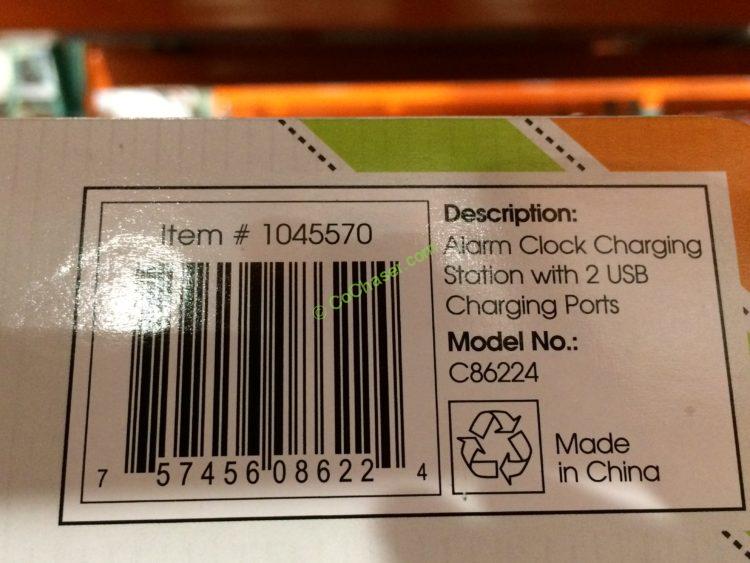 Item # 1045570
7 57456 08622 4
© CoChaser.com
Description:
Alarm Clock Charging
Station with 2 USB
Charging Ports
Model No.:
C86224
Made
in China